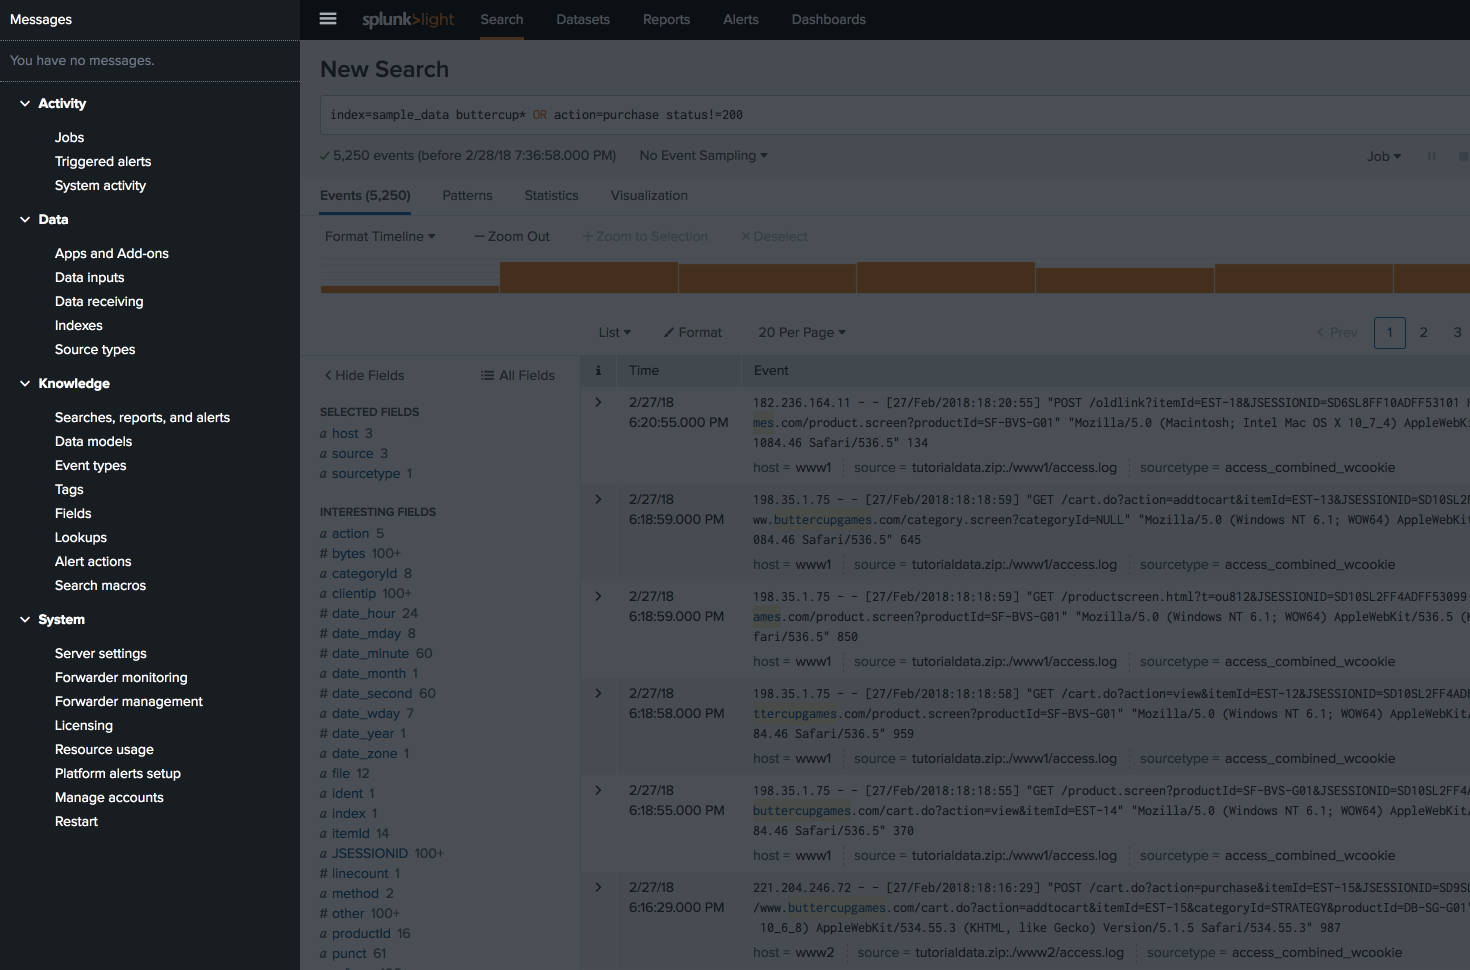 Messages
You have no messages.
Activity
Jobs
Triggered alerts
System activity
Data
Apps and Add-ons
Data inputs
Data receiving
Indexes
Source types
Knowledge
Searches, reports, and alerts
Data models
Event types
Tags
Fields
Lookups
Alert actions
Search macros
System
Server settings
Forwarder monitoring
Forwarder management
Licensing
Resource usage
Platform alerts setup
Manage accounts
Restart
splunk>light Search Datasets Reports Alerts Dashboards
New Search
index=sample_data buttercup* OR action=purchase status!=200
5,250 events (before 2/28/18 7:36:58.000 PM) No Event Sampling Job
Events (5,250) Patterns Statistics Visualization
Format Timeline — Zoom Out + Zoom to Selection × Deselect
List Format 20 Per Page < Prev 1 2 3
< Hide Fields All Fields
SELECTED FIELDS
a host 3
a source 3
a sourcetype 1
INTERESTING FIELDS
a action 5
# bytes 100+
a categoryId 8
a clientip 100+
# date_hour 24
# date_mday 8
# date_minute 60
a date_month 1
# date_second 60
a date_wday 7
# date_year 1
a date_zone 1
a file 12
a ident 1
a index 1
a itemId 14
a JSESSIONID 100+
# linecount 1
a method 2
# other 100+
a productId 16
a punct 61
i Time Event
2/27/18 6:20:55.000 PM
182.236.164.11 - - [27/Feb/2018:18:20:55] "POST /oldlink?itemId=EST-18&JSESSIONID=SD6SL8FF10ADFF53101 H
mes.com/product.screen?productId=SF-BVS-G01" "Mozilla/5.0 (Macintosh; Intel Mac OS X 10_7_4) AppleWebKi
1084.46 Safari/536.5" 134
host = www1 source = tutorialdata.zip:./www1/access.log sourcetype = access_combined_wcookie
2/27/18 6:18:59.000 PM
198.35.1.75 - - [27/Feb/2018:18:18:59] "GET /cart.do?action=addtocart&itemId=EST-13&JSESSIONID=SD10SL2F
ww.buttercupgames.com/category.screen?categoryId=NULL" "Mozilla/5.0 (Windows NT 6.1; WOW64) AppleWebKit
084.46 Safari/536.5" 645
host = www1 source = tutorialdata.zip:./www1/access.log sourcetype = access_combined_wcookie
2/27/18 6:18:59.000 PM
198.35.1.75 - - [27/Feb/2018:18:18:59] "GET /productscreen.html?t=ou812&JSESSIONID=SD10SL2FF4ADFF53099
ames.com/product.screen?productId=SF-BVS-G01" "Mozilla/5.0 (Windows NT 6.1; WOW64) AppleWebKit/536.5 (K
fari/536.5" 850
host = www1 source = tutorialdata.zip:./www1/access.log sourcetype = access_combined_wcookie
2/27/18 6:18:58.000 PM
198.35.1.75 - - [27/Feb/2018:18:18:58] "GET /cart.do?action=view&itemId=EST-12&JSESSIONID=SD10SL2FF4ADF
ttercupgames.com/product.screen?productId=SF-BVS-G01" "Mozilla/5.0 (Windows NT 6.1; WOW64) AppleWebKit/
84.46 Safari/536.5" 959
host = www1 source = tutorialdata.zip:./www1/access.log sourcetype = access_combined_wcookie
2/27/18 6:18:55.000 PM
198.35.1.75 - - [27/Feb/2018:18:18:55] "GET /product.screen?productId=SF-BVS-G01&JSESSIONID=SD10SL2FF4A
buttercupgames.com/cart.do?action=view&itemId=EST-14" "Mozilla/5.0 (Windows NT 6.1; WOW64) AppleWebKit/
84.46 Safari/536.5" 370
host = www1 source = tutorialdata.zip:./www1/access.log sourcetype = access_combined_wcookie
2/27/18 6:16:29.000 PM
221.204.246.72 - - [27/Feb/2018:18:16:29] "POST /cart.do?action=purchase&itemId=EST-15&JSESSIONID=SD9SL
/www.buttercupgames.com/cart.do?action=addtocart&itemId=EST-15&categoryId=STRATEGY&productId=DB-SG-G01"
10_6_8) AppleWebKit/534.55.3 (KHTML, like Gecko) Version/5.1.5 Safari/534.55.3" 987
host = www2 source = tutorialdata.zip:./www2/access.log sourcetype = access_combined_wcookie